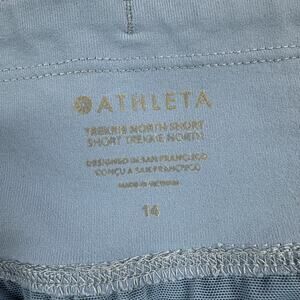 ATHLETA
TREKKIE NORTH SHORT
SHORT TREKKIE NORTH
DESIGNED IN SAN FRANCISCO
CONÇU A SAN FRANCISCO
MADE IN VIETNAM
14